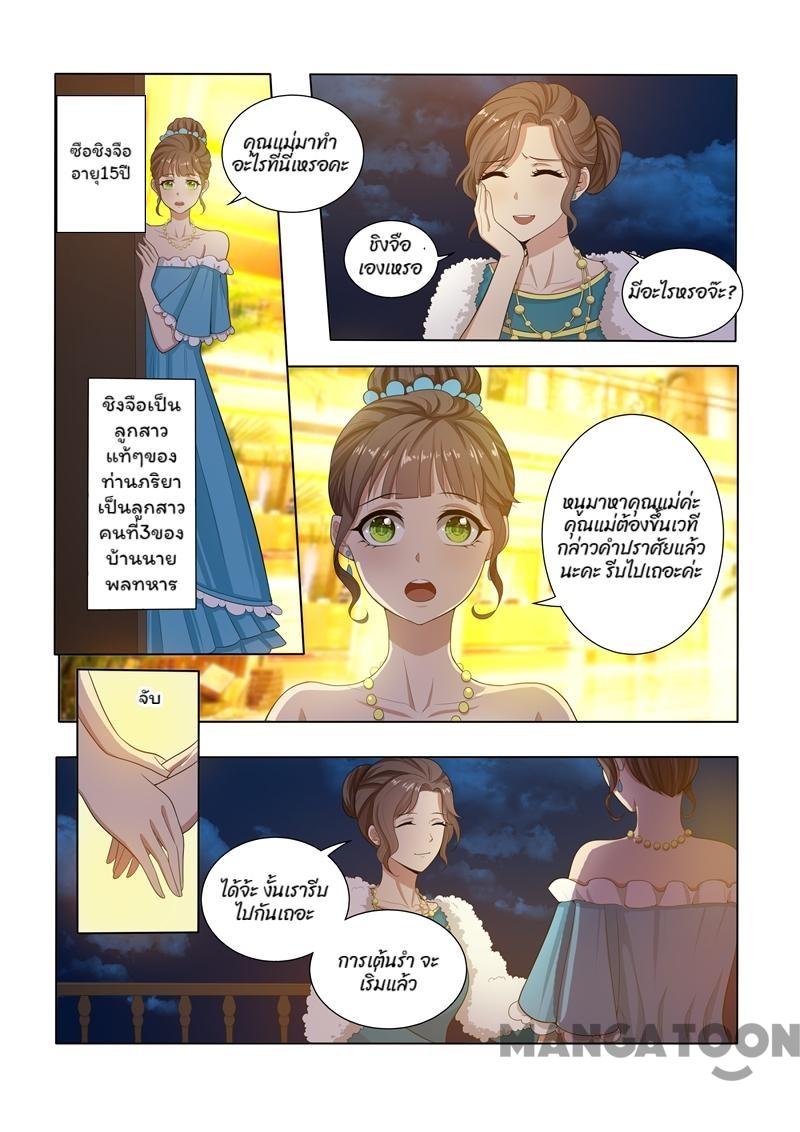 ซือชิงจือ
อายุ15ปี
คุณแม่มาทำ
อะไรที่นี่เหรอคะ
ชิงจือ
เองเหรอ
มีอะไรหรอจ๊ะ?
ชิงจือเป็น
ลูกสาว
แท้ๆของ
ท่านภริยา
เป็นลูกสาว
คนที่3ของ
บ้านนาย
พลทหาร
หนูมาหาคุณแม่ค่ะ
คุณแม่ต้องขึ้นเวที
กล่าวคำปราศัยแล้ว
นะคะ รีบไปเถอะค่ะ
จับ
ได้จ้ะ งั้นเรารีบ
ไปกันเถอะ
การเต้นรำ จะ
เริ่มแล้ว
MANGATOON